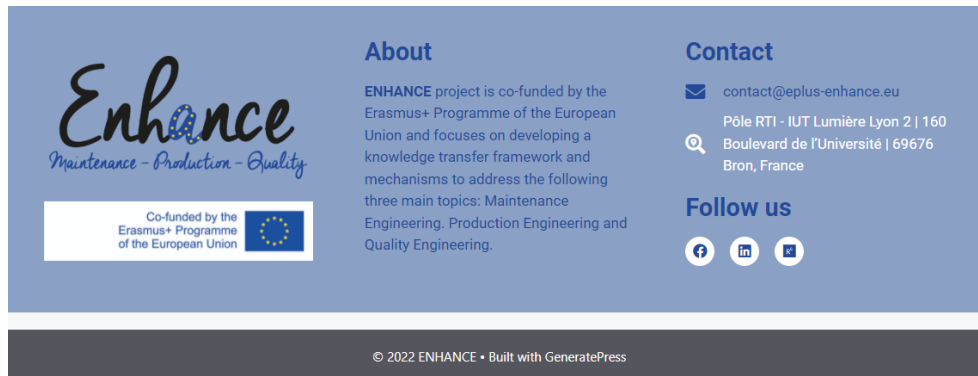 Enhance
Maintenance - Production - Quality
Co-funded by the
Erasmus+ Programme
of the European Union
About
ENHANCE project is co-funded by the
Erasmus+ Programme of the European
Union and focuses on developing a
knowledge transfer framework and
mechanisms to address the following
three main topics: Maintenance
Engineering. Production Engineering and
Quality Engineering.
Contact
contact@eplus-enhance.eu
Pôle RTI - IUT Lumière Lyon 2 | 160
Boulevard de l'Université | 69676
Bron, France
Follow us
© 2022 ENHANCE • Built with GeneratePress